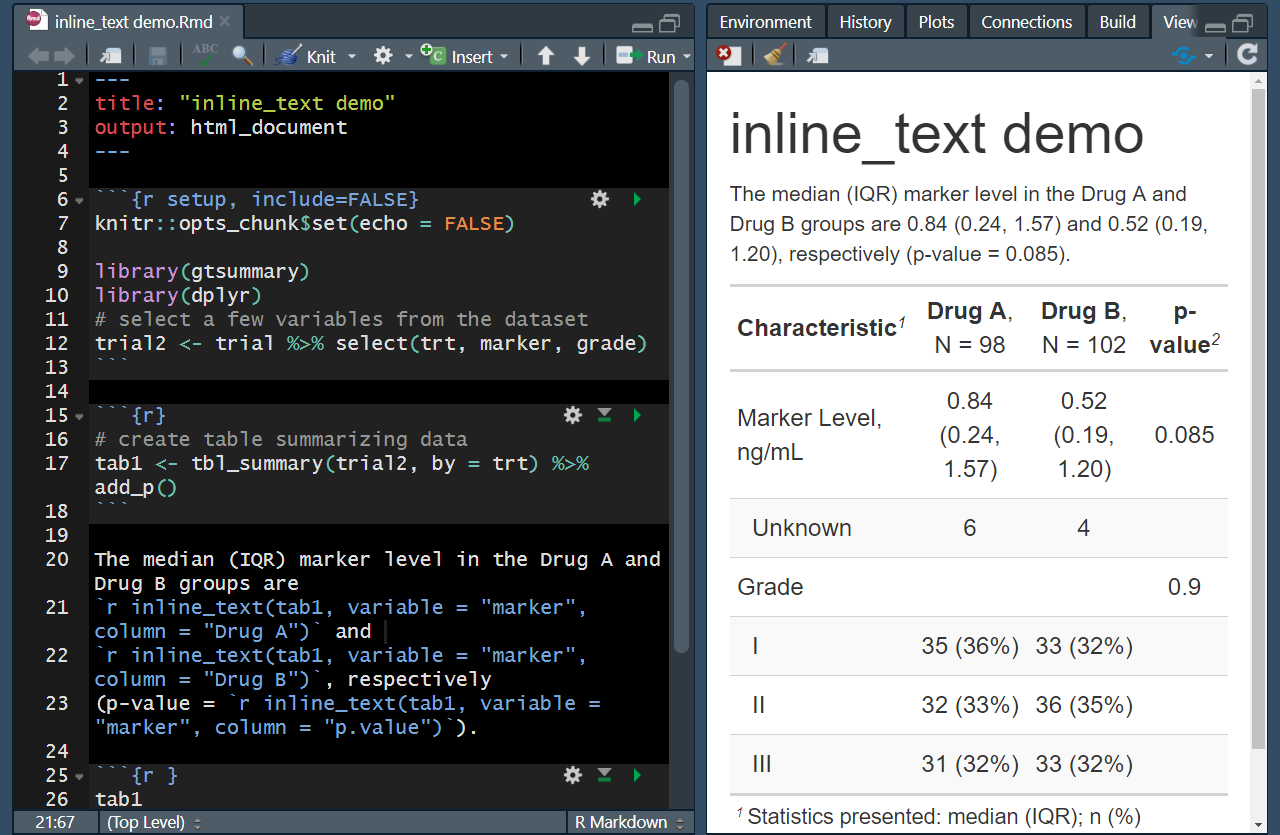 inline_text demo.Rmd
ABC Knit Insert Run
1 ---
2 title: "inline_text demo"
3 output: html_document
4 ---
5
6 ```{r setup, include=FALSE}
7 knitr::opts_chunk$set(echo = FALSE)
8
9 library(gtsummary)
10 library(dplyr)
11 # select a few variables from the dataset
12 trial2 <- trial %>% select(trt, marker, grade)
13 ```
14
15 ```{r}
16 # create table summarizing data
17 tab1 <- tbl_summary(trial2, by = trt) %>%
add_p()
18 ```
19
20 The median (IQR) marker level in the Drug A and
Drug B groups are
21 `r inline_text(tab1, variable = "marker",
column = "Drug A")` and
22 `r inline_text(tab1, variable = "marker",
column = "Drug B")`, respectively
23 (p-value = `r inline_text(tab1, variable =
"marker", column = "p.value")`).
24
25 ```{r }
26 tab1
21:67 (Top Level) R Markdown
Environment History Plots Connections Build View
inline_text demo
The median (IQR) marker level in the Drug A and
Drug B groups are 0.84 (0.24, 1.57) and 0.52 (0.19,
1.20), respectively (p-value = 0.085).
Characteristic1 Drug A, N = 98 Drug B, N = 102 p-value2
Marker Level, ng/mL 0.84 (0.24, 1.57) 0.52 (0.19, 1.20) 0.085
Unknown 6 4
Grade 0.9
I 35 (36%) 33 (32%)
II 32 (33%) 36 (35%)
III 31 (32%) 33 (32%)
1 Statistics presented: median (IQR); n (%)